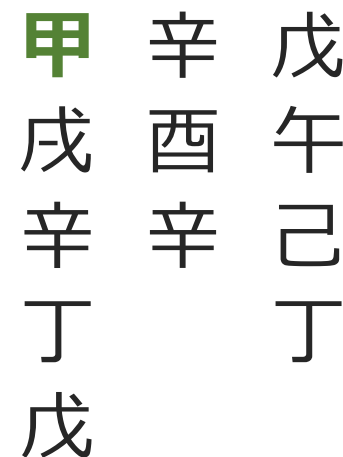 甲 辛 戊
戌 酉 午
辛 辛 己
丁 丁
戊